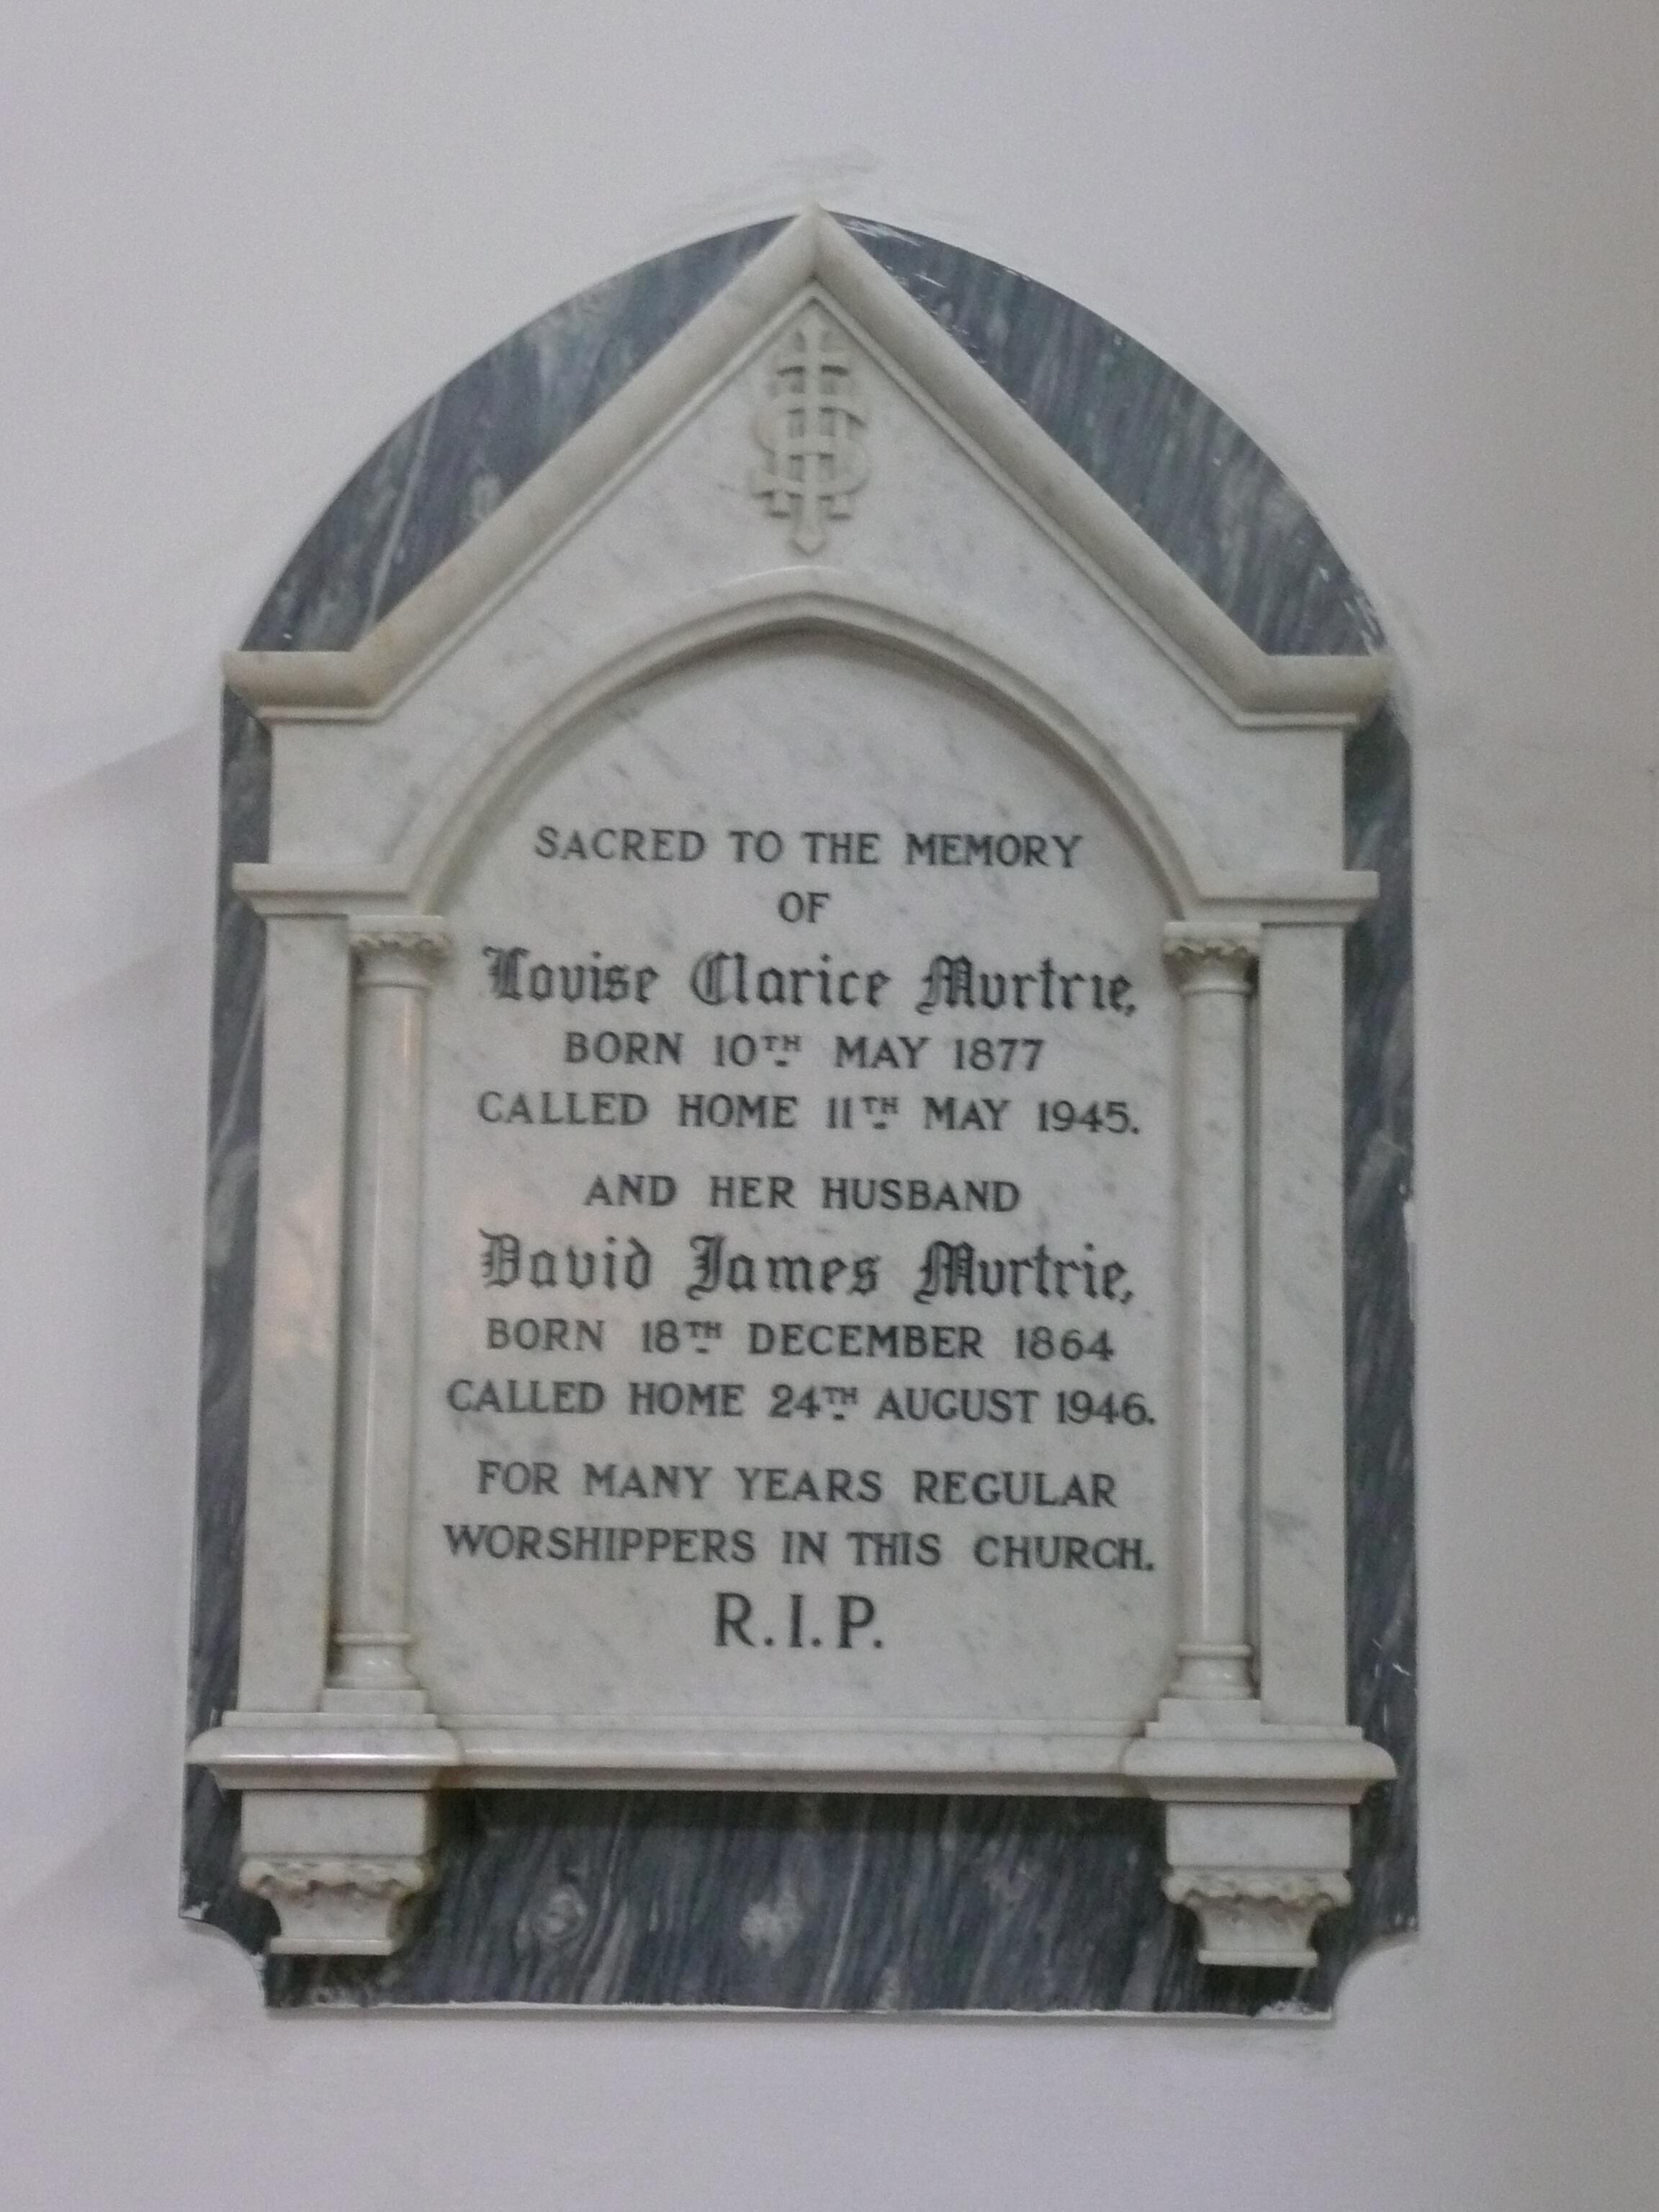 IHS
SACRED TO THE MEMORY
OF
Louise Clarice Murtrie,
BORN 10TH MAY 1877
CALLED HOME 11TH MAY 1945.
AND HER HUSBAND
David James Murtrie,
BORN 18TH DECEMBER 1864
CALLED HOME 24TH AUGUST 1946.
FOR MANY YEARS REGULAR
WORSHIPPERS IN THIS CHURCH.
R.I.P.